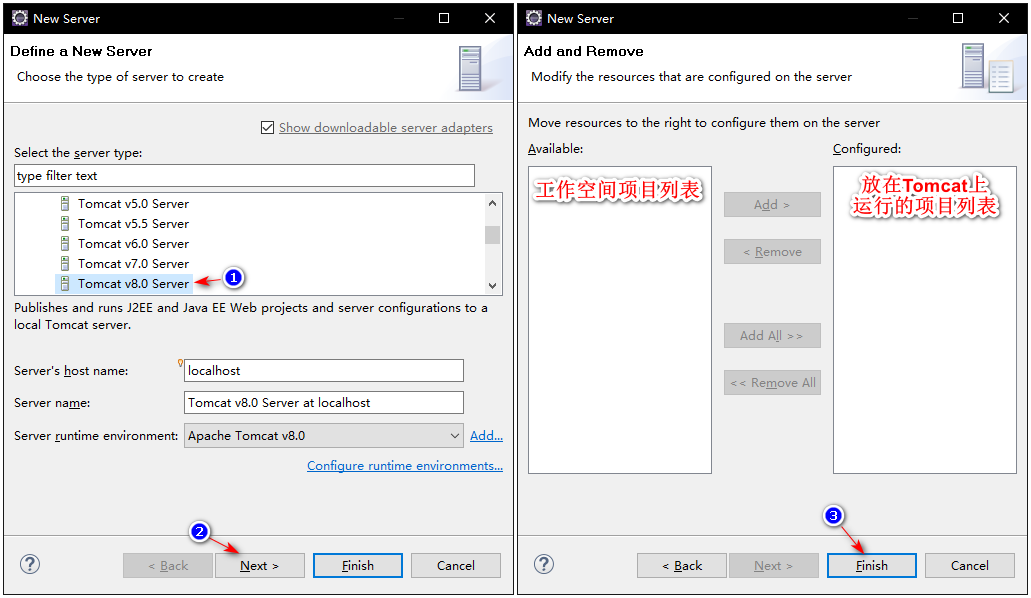 New Server
Define a New Server
Choose the type of server to create
Show downloadable server adapters
Select the server type:
type filter text
Tomcat v5.0 Server
Tomcat v5.5 Server
Tomcat v6.0 Server
Tomcat v7.0 Server
Tomcat v8.0 Server
1
Publishes and runs J2EE and Java EE Web projects and server configurations to a
local Tomcat server.
Server's host name:
localhost
Server name:
Tomcat v8.0 Server at localhost
Server runtime environment:
Apache Tomcat v8.0
Add...
Configure runtime environments...
2
?
< Back
Next >
Finish
Cancel
New Server
Add and Remove
Modify the resources that are configured on the server
Move resources to the right to configure them on the server
Available:
Configured:
工作空间项目列表
放在Tomcat上
运行的项目列表
Add >
< Remove
Add All >>
<< Remove All
3
?
< Back
Next >
Finish
Cancel